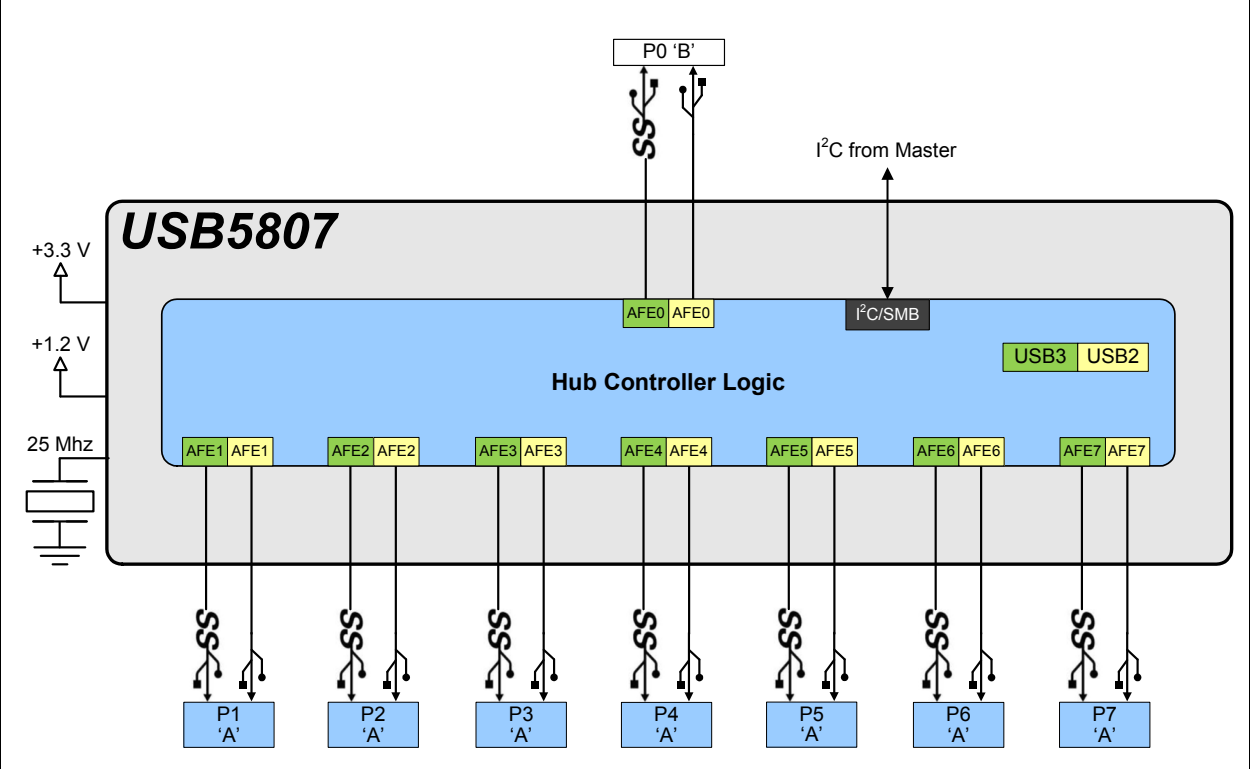 P0 ‘B’
SS
I²C from Master
USB5807
+3.3 V
AFE0 AFE0
I²C/SMB
+1.2 V
USB3 USB2
Hub Controller Logic
25 Mhz
AFE1 AFE1 AFE2 AFE2 AFE3 AFE3 AFE4 AFE4 AFE5 AFE5 AFE6 AFE6 AFE7 AFE7
SS SS SS SS SS SS SS
P1 P2 P3 P4 P5 P6 P7
‘A’ ‘A’ ‘A’ ‘A’ ‘A’ ‘A’ ‘A’